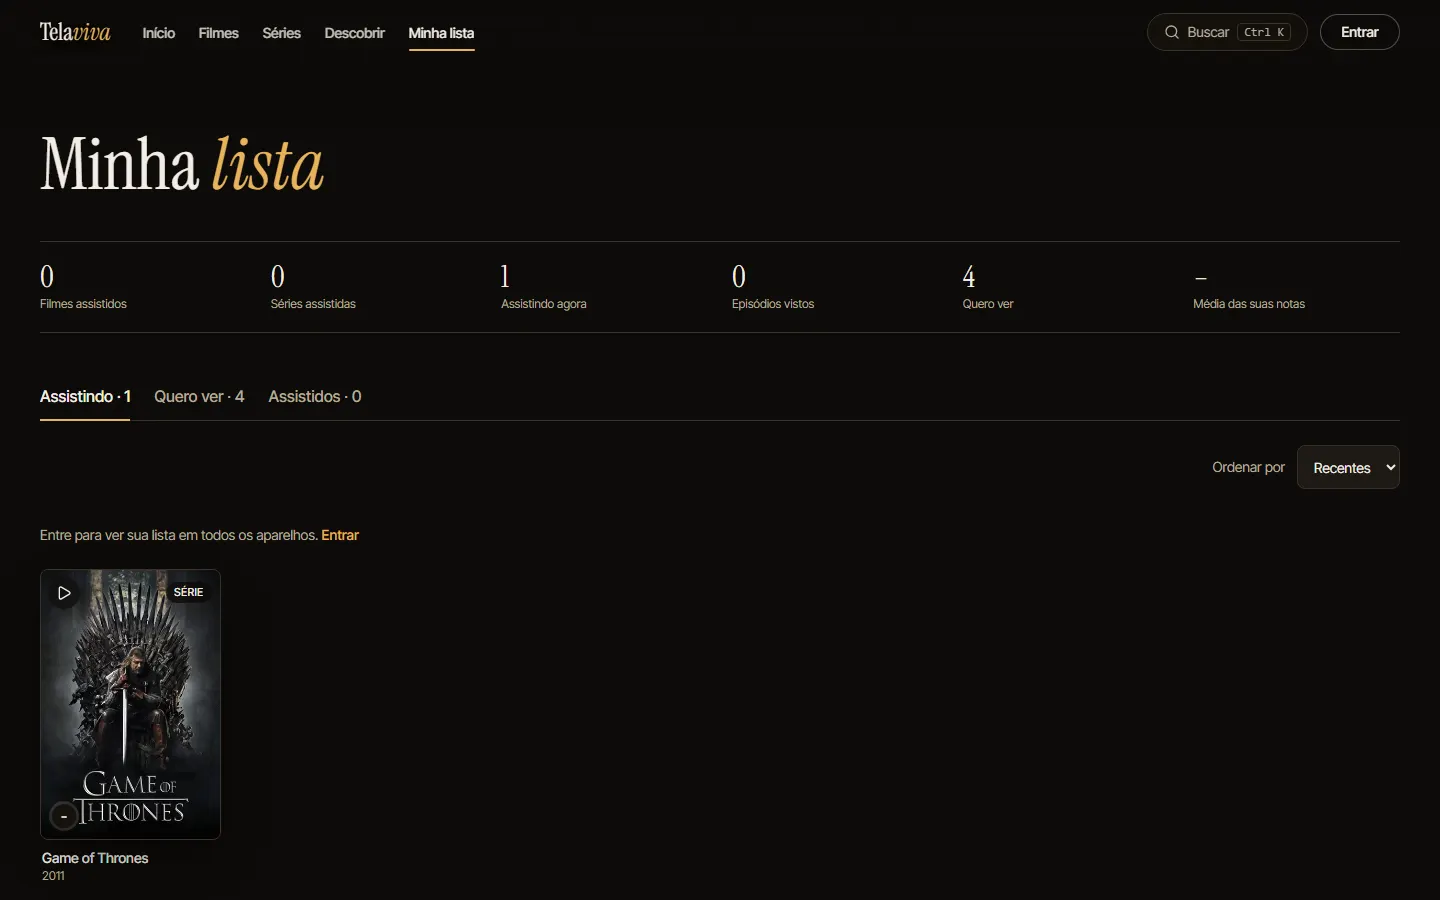 Telaviva Início Filmes Séries Descobrir Minha lista Buscar Ctrl K Entrar
Minha lista
0 0 1 0 4 –
Filmes assistidos Séries assistidas Assistindo agora Episódios vistos Quero ver Média das suas notas
Assistindo · 1 Quero ver · 4 Assistidos · 0
Ordenar por Recentes
Entre para ver sua lista em todos os aparelhos. Entrar
SÉRIE
GAME OF
THRONES
–
Game of Thrones
2011